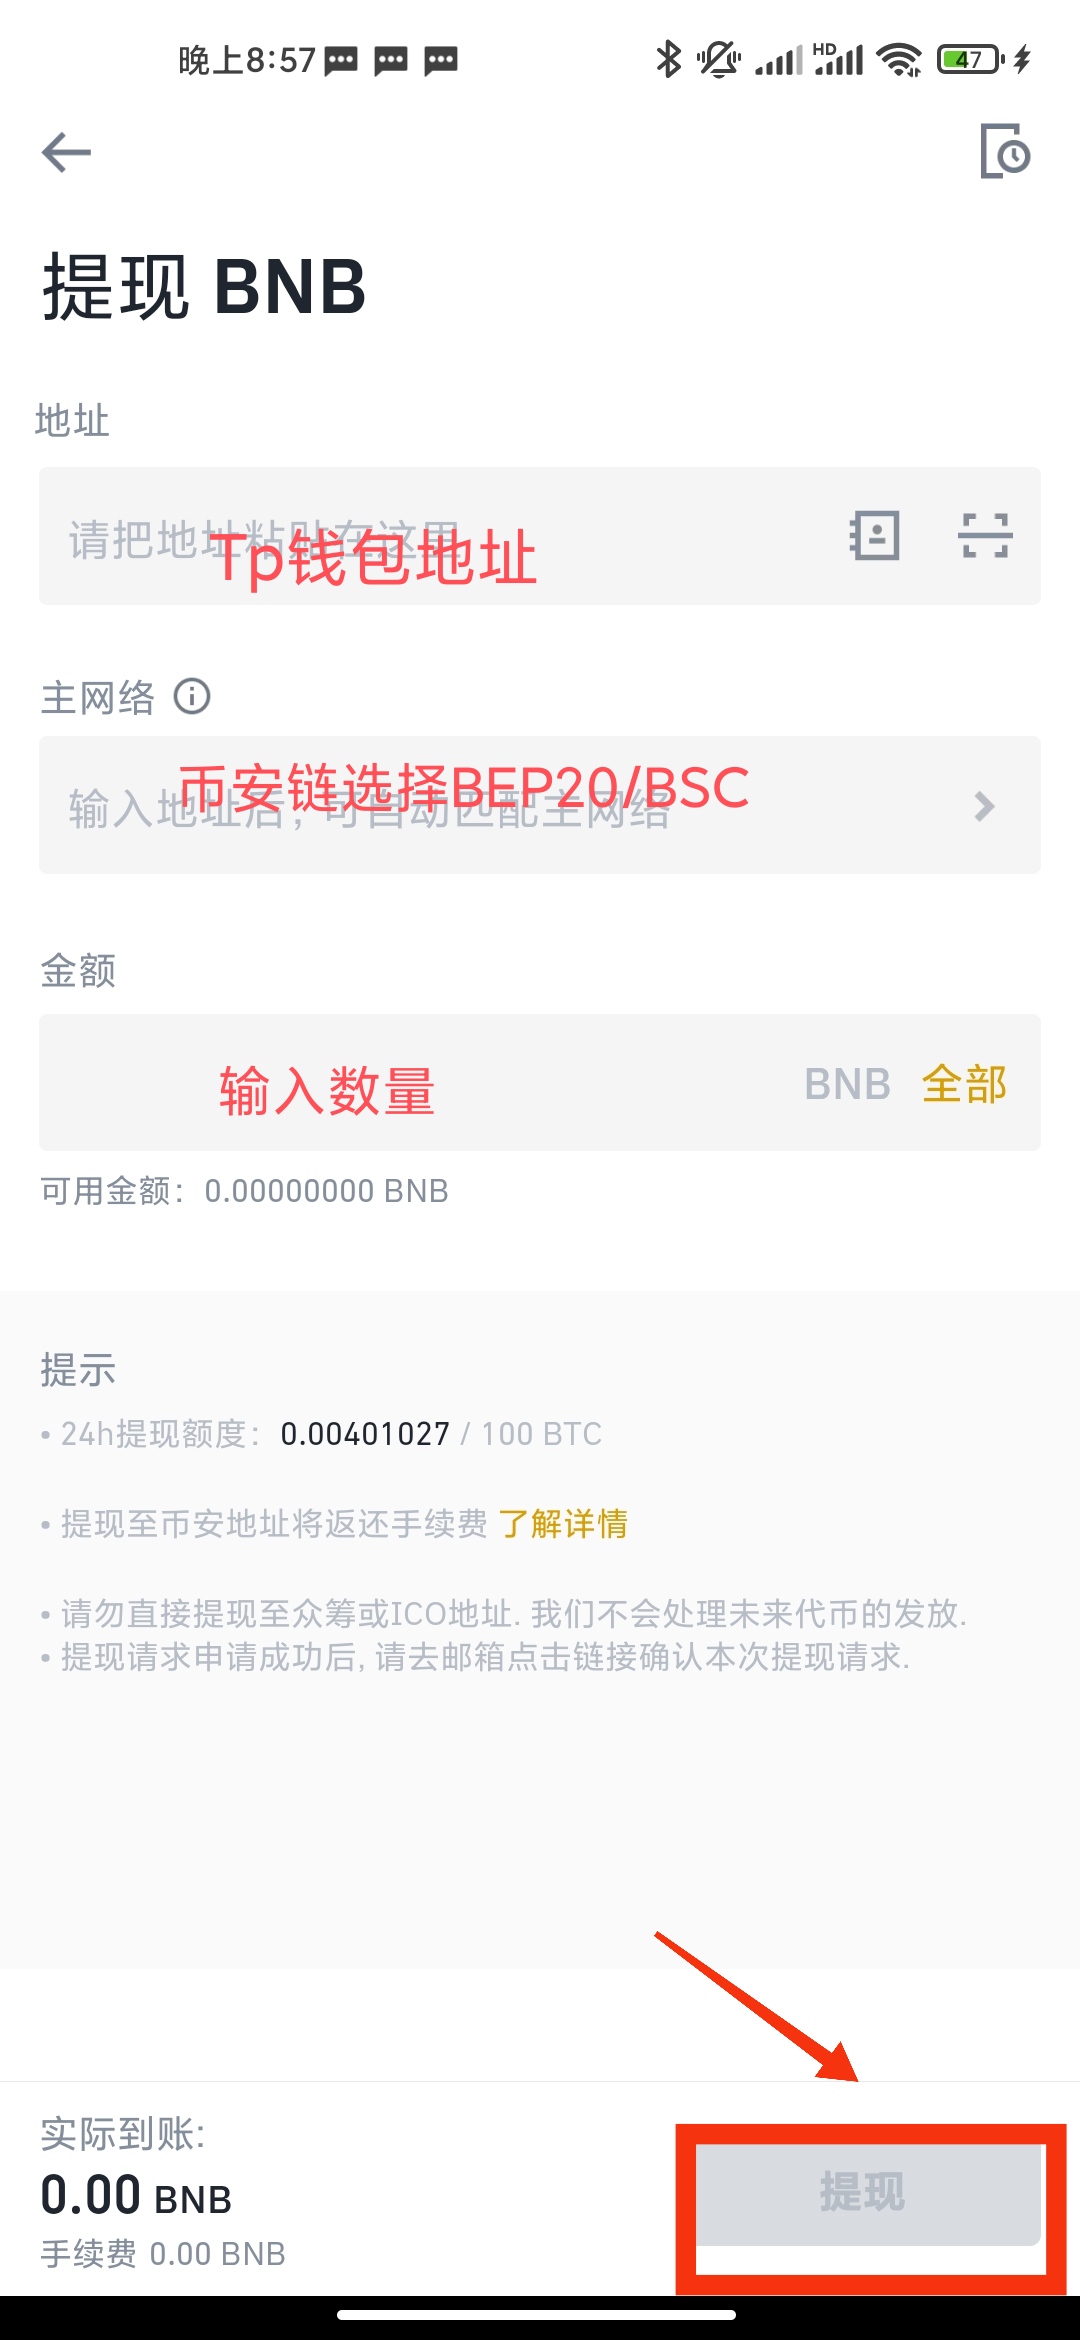 晚上8:57
HD
47
提现 BNB
地址
请把地址粘贴在这里
Tp钱包地址
主网络
币安链选择BEP20/BSC
输入地址后，可自动匹配主网络
金额
输入数量
BNB 全部
可用金额：0.00000000 BNB
提示
• 24h提现额度：0.00401027 / 100 BTC
• 提现至币安地址将返还手续费 了解详情
• 请勿直接提现至众筹或ICO地址. 我们不会处理未来代币的发放.
• 提现请求申请成功后, 请去邮箱点击链接确认本次提现请求.
实际到账:
0.00 BNB
提现
手续费 0.00 BNB